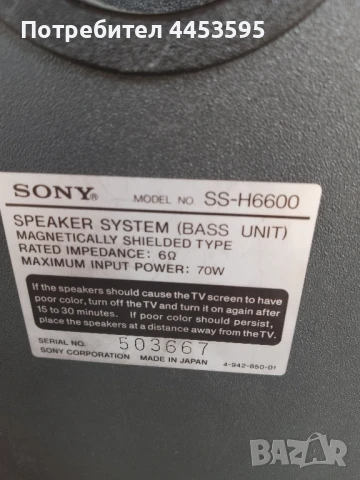 Потребител 4453595
SONY® MODEL NO. SS-H6600
SPEAKER SYSTEM (BASS UNIT)
MAGNETICALLY SHIELDED TYPE
RATED IMPEDANCE: 6Ω
MAXIMUM INPUT POWER: 70W
If the speakers should cause the TV screen to have
poor color, turn off the TV and turn it on again after
15 to 30 minutes. If poor color should persist,
place the speakers at a distance away from the TV.
SERIAL NO. 503667
SONY CORPORATION MADE IN JAPAN 4-942-650-01
BAZAR